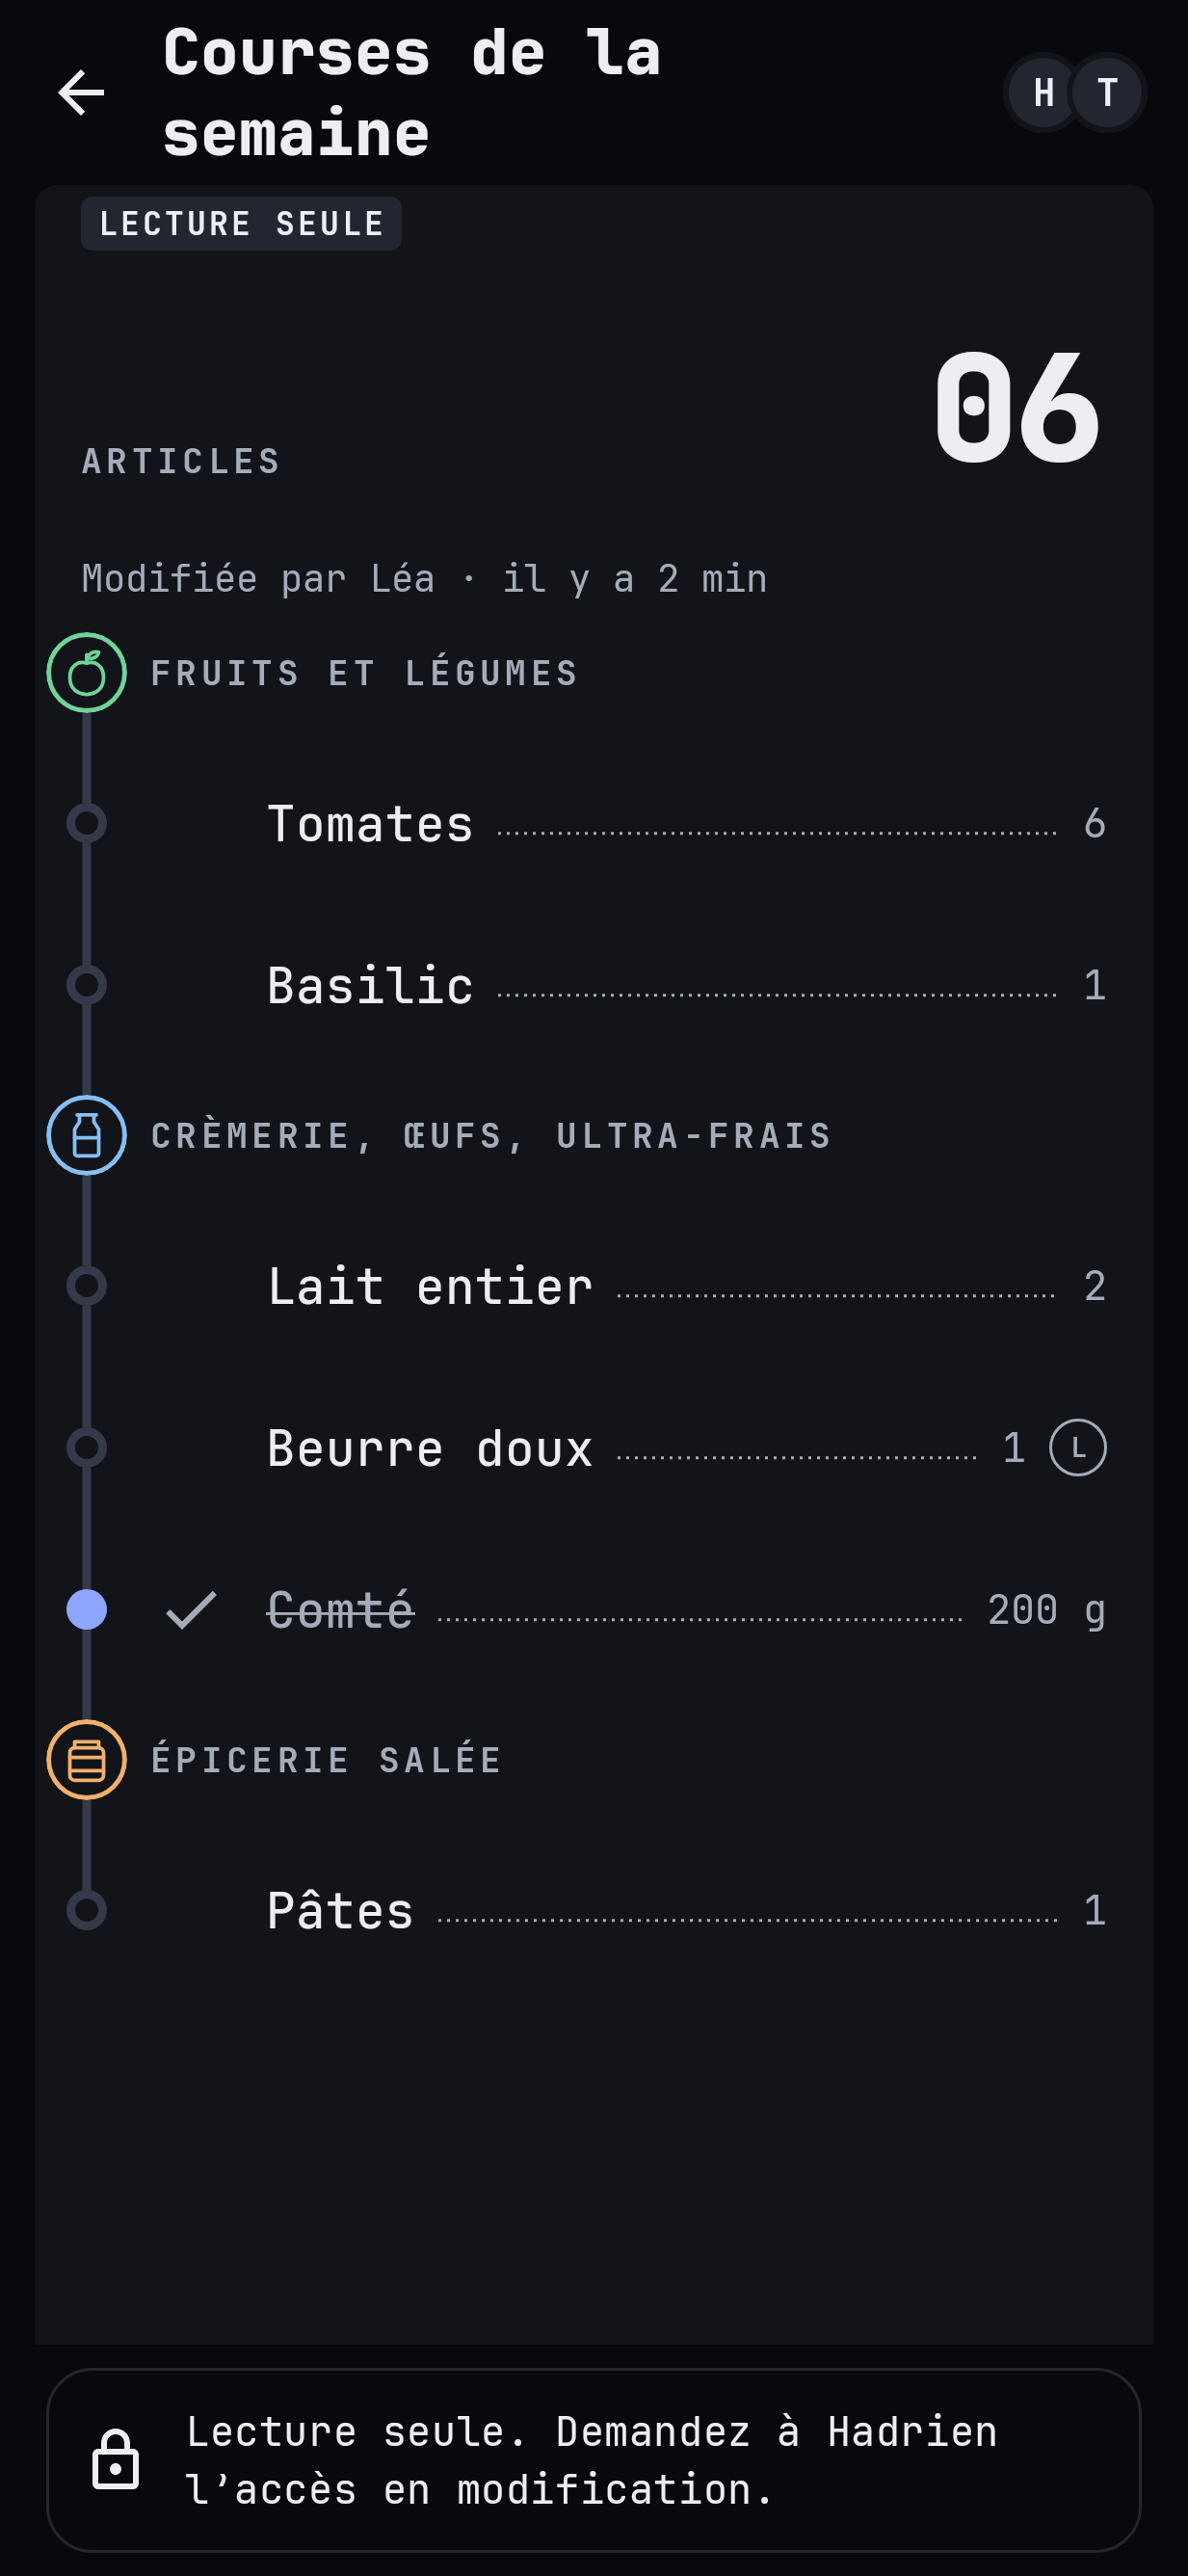 Courses de la
semaine
H T
LECTURE SEULE
06
ARTICLES
Modifiée par Léa · il y a 2 min
FRUITS ET LÉGUMES
Tomates 6
Basilic 1
CRÈMERIE, ŒUFS, ULTRA-FRAIS
Lait entier 2
Beurre doux 1 L
Comté 200 g
ÉPICERIE SALÉE
Pâtes 1
Lecture seule. Demandez à Hadrien
l’accès en modification.